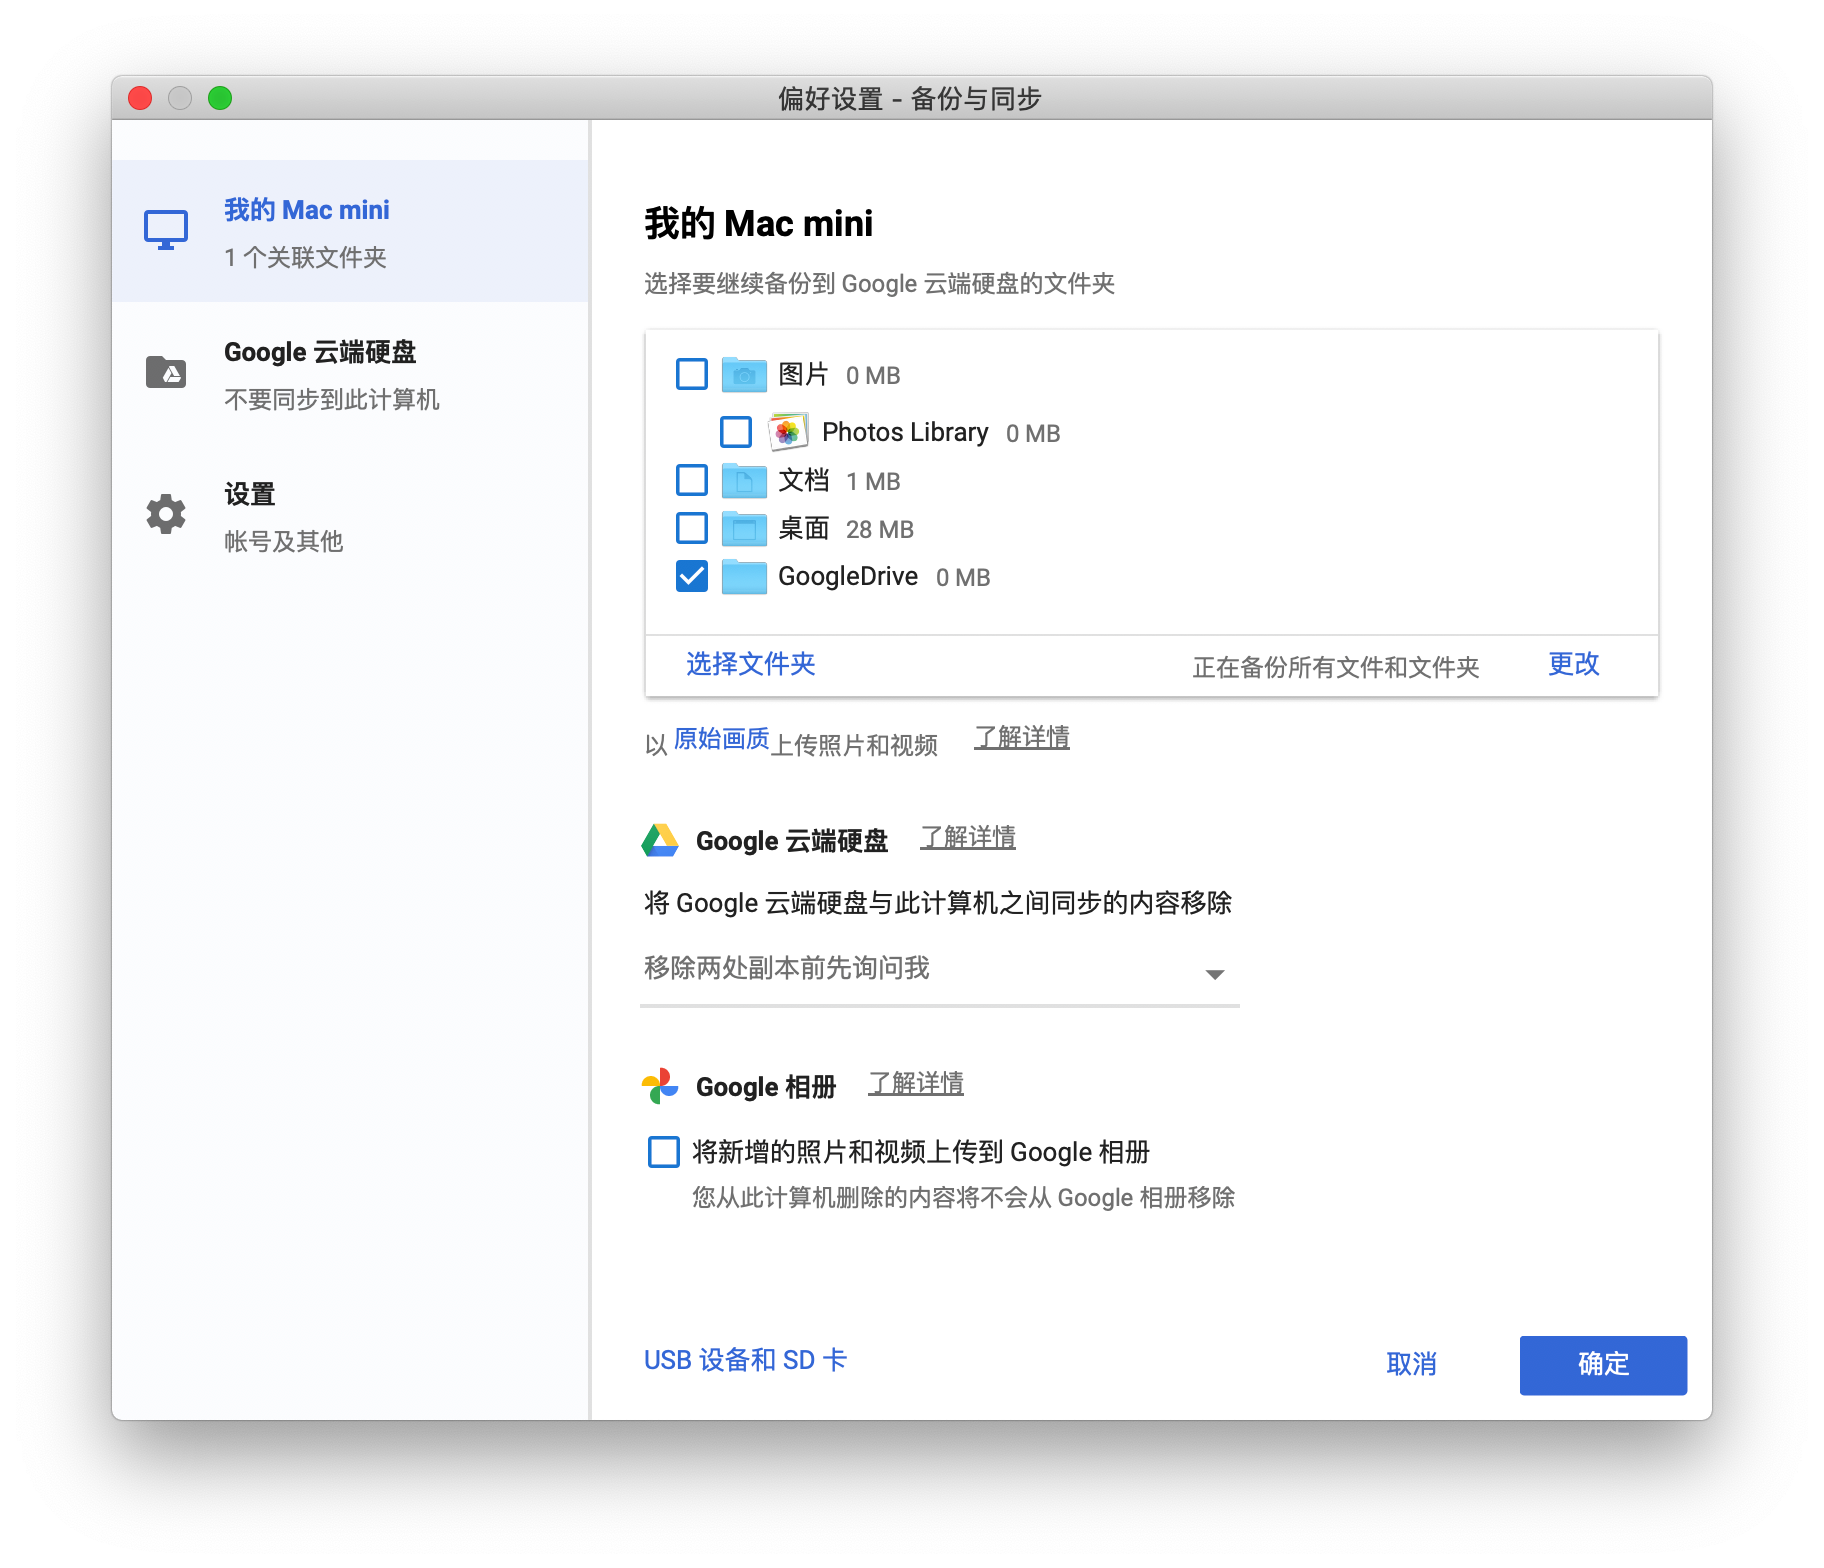 偏好设置 - 备份与同步
我的 Mac mini
1 个关联文件夹
Google 云端硬盘
不要同步到此计算机
设置
帐号及其他
我的 Mac mini
选择要继续备份到 Google 云端硬盘的文件夹
图片 0 MB
Photos Library 0 MB
文档 1 MB
桌面 28 MB
GoogleDrive 0 MB
选择文件夹 正在备份所有文件和文件夹 更改
以 原始画质 上传照片和视频 了解详情
Google 云端硬盘 了解详情
将 Google 云端硬盘与此计算机之间同步的内容移除
移除两处副本前先询问我
Google 相册 了解详情
将新增的照片和视频上传到 Google 相册
您从此计算机删除的内容将不会从 Google 相册移除
USB 设备和 SD 卡 取消 确定